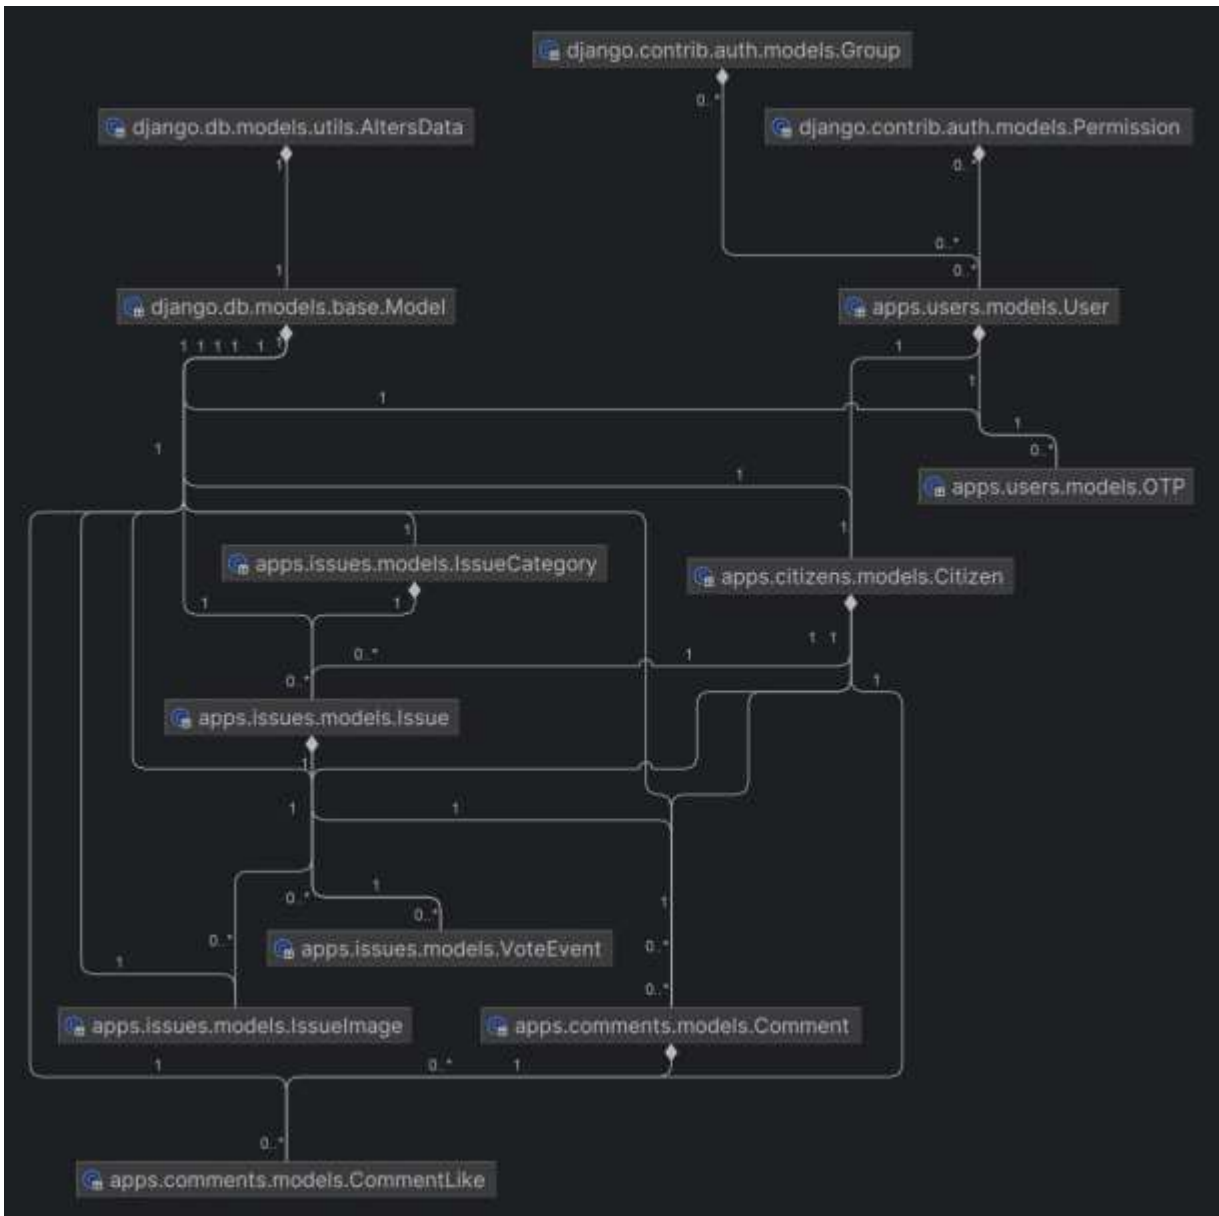 django.contrib.auth.models.Group
0..*
django.db.models.utils.AltersData
django.contrib.auth.models.Permission
1
0..*
0..*
1
0..*
django.db.models.base.Model
apps.users.models.User
1 1 1 1 1 1
1
1
1
1
1
0..*
1
apps.users.models.OTP
1
1
apps.issues.models.IssueCategory
apps.citizens.models.Citizen
1
1
1 1
0..*
1
0..*
1
apps.issues.models.Issue
1
1
1
1
0..*
1
0..*
0..*
0..*
apps.issues.models.VoteEvent
1
0..*
1
0..*
apps.issues.models.IssueImage
apps.comments.models.Comment
1
0..*
1
0..*
apps.comments.models.CommentLike